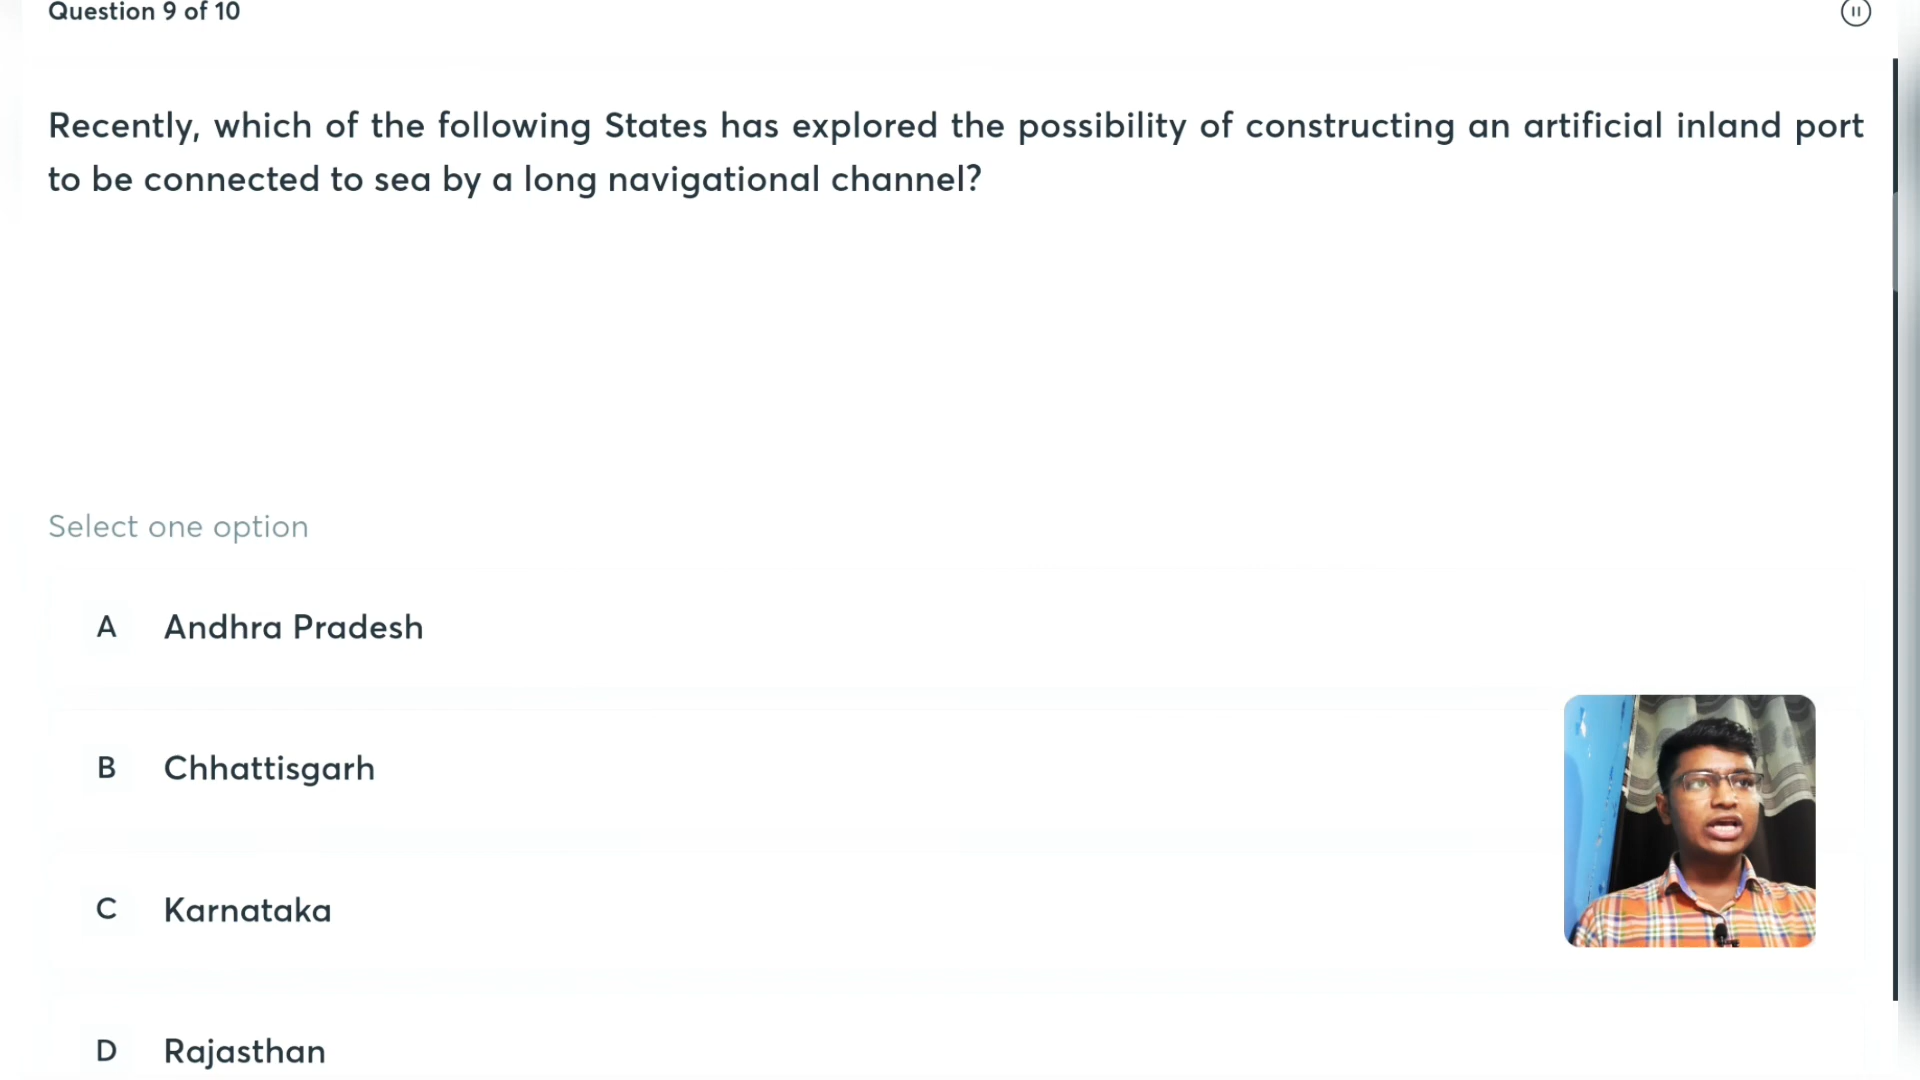 Question 9 of 10
Recently, which of the following States has explored the possibility of constructing an artificial inland port
to be connected to sea by a long navigational channel?
Select one option
A Andhra Pradesh
B Chhattisgarh
C Karnataka
D Rajasthan